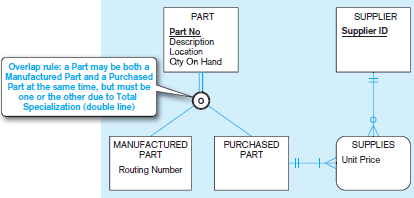 PART
Part No
Description
Location
Qty On Hand
SUPPLIER
Supplier ID
Overlap rule: a Part may be both a
Manufactured Part and a Purchased
Part at the same time, but must be
one or the other due to Total
Specialization (double line)
O
MANUFACTURED
PART
Routing Number
PURCHASED
PART
SUPPLIES
Unit Price